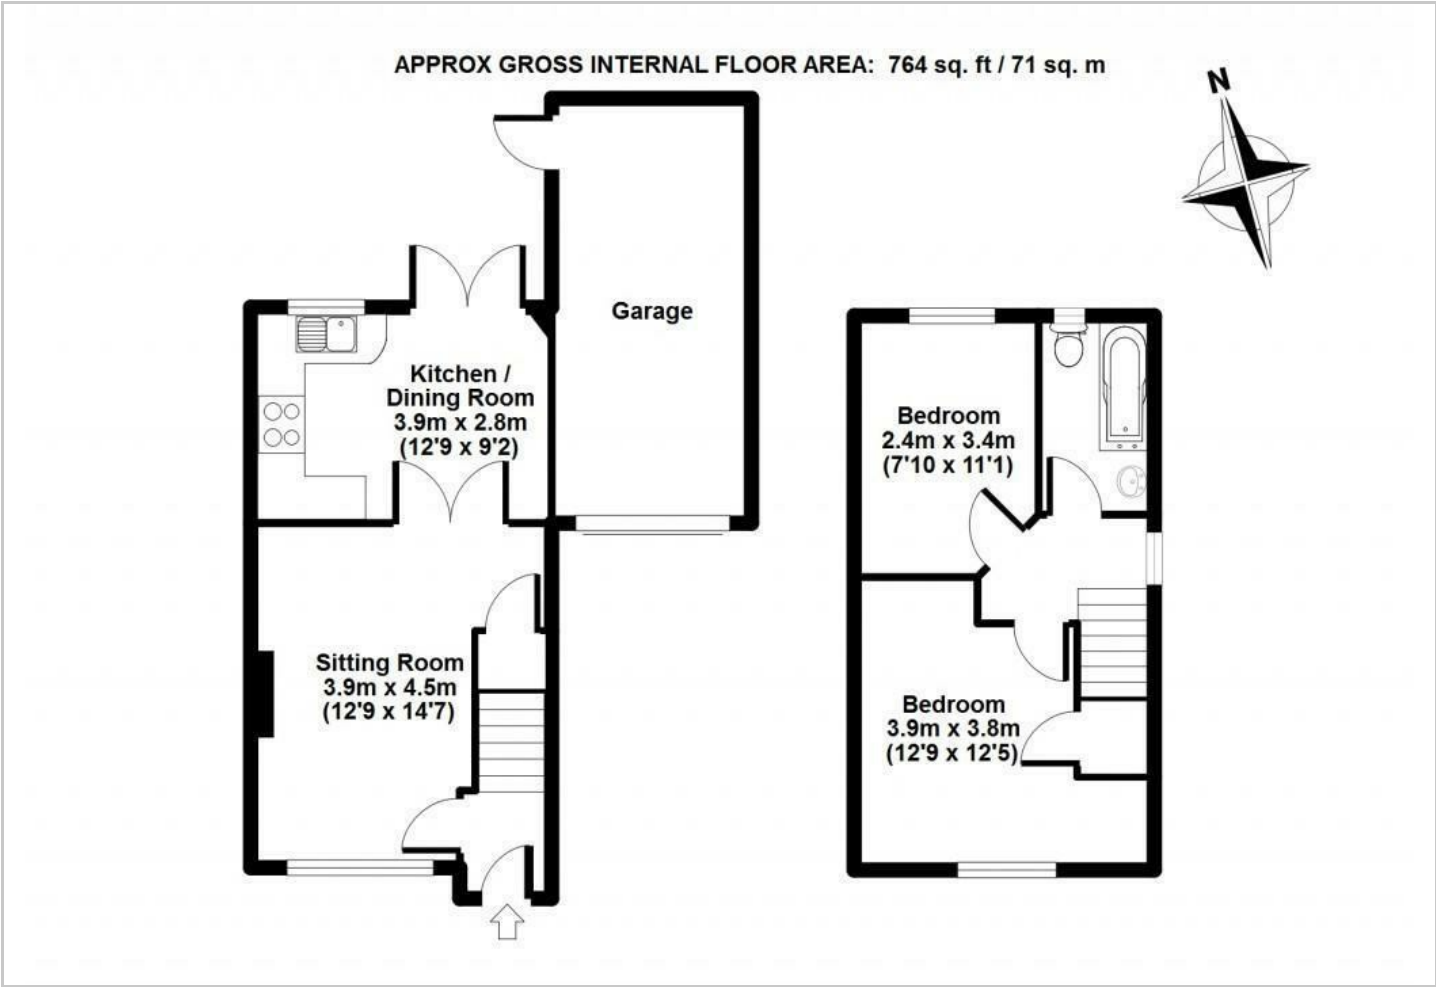 APPROX GROSS INTERNAL FLOOR AREA: 764 sq. ft / 71 sq. m
N
Garage
Kitchen /
Dining Room
3.9m x 2.8m
(12'9 x 9'2)
Sitting Room
3.9m x 4.5m
(12'9 x 14'7)
Bedroom
2.4m x 3.4m
(7'10 x 11'1)
Bedroom
3.9m x 3.8m
(12'9 x 12'5)